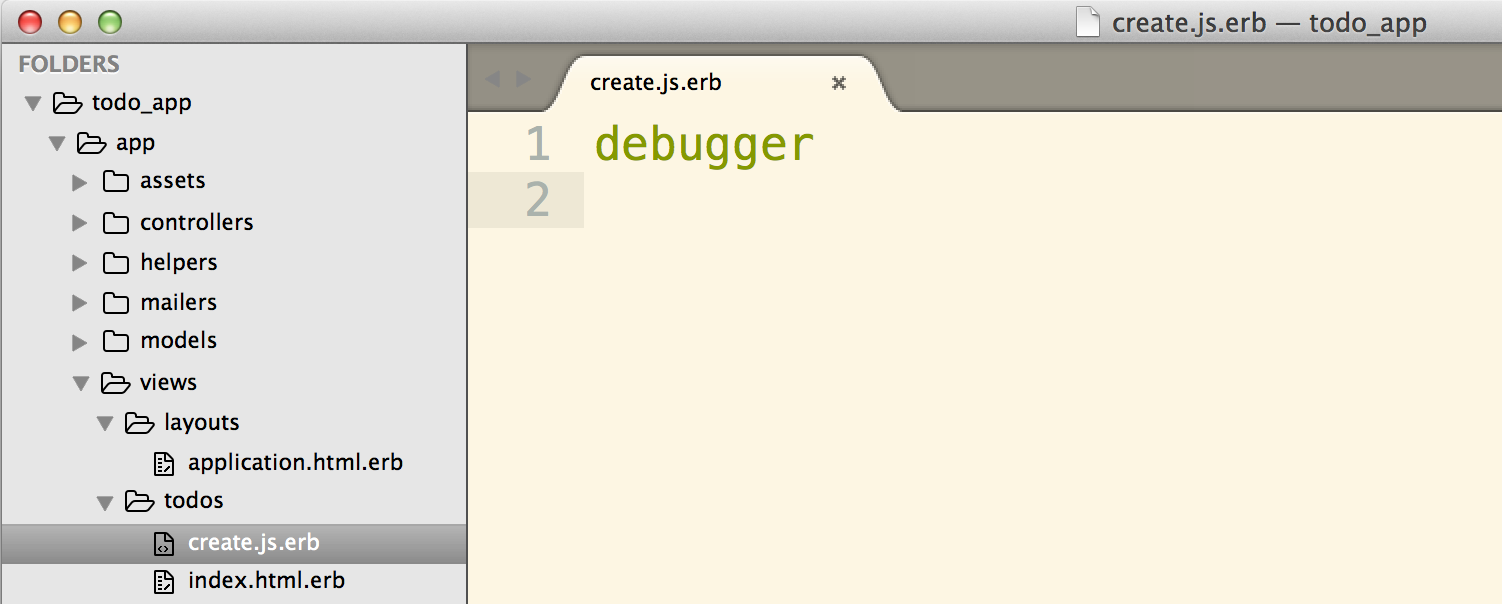 create.js.erb — todo_app
FOLDERS
todo_app
app
assets
controllers
helpers
mailers
models
views
layouts
application.html.erb
todos
create.js.erb
index.html.erb
create.js.erb
1 debugger
2